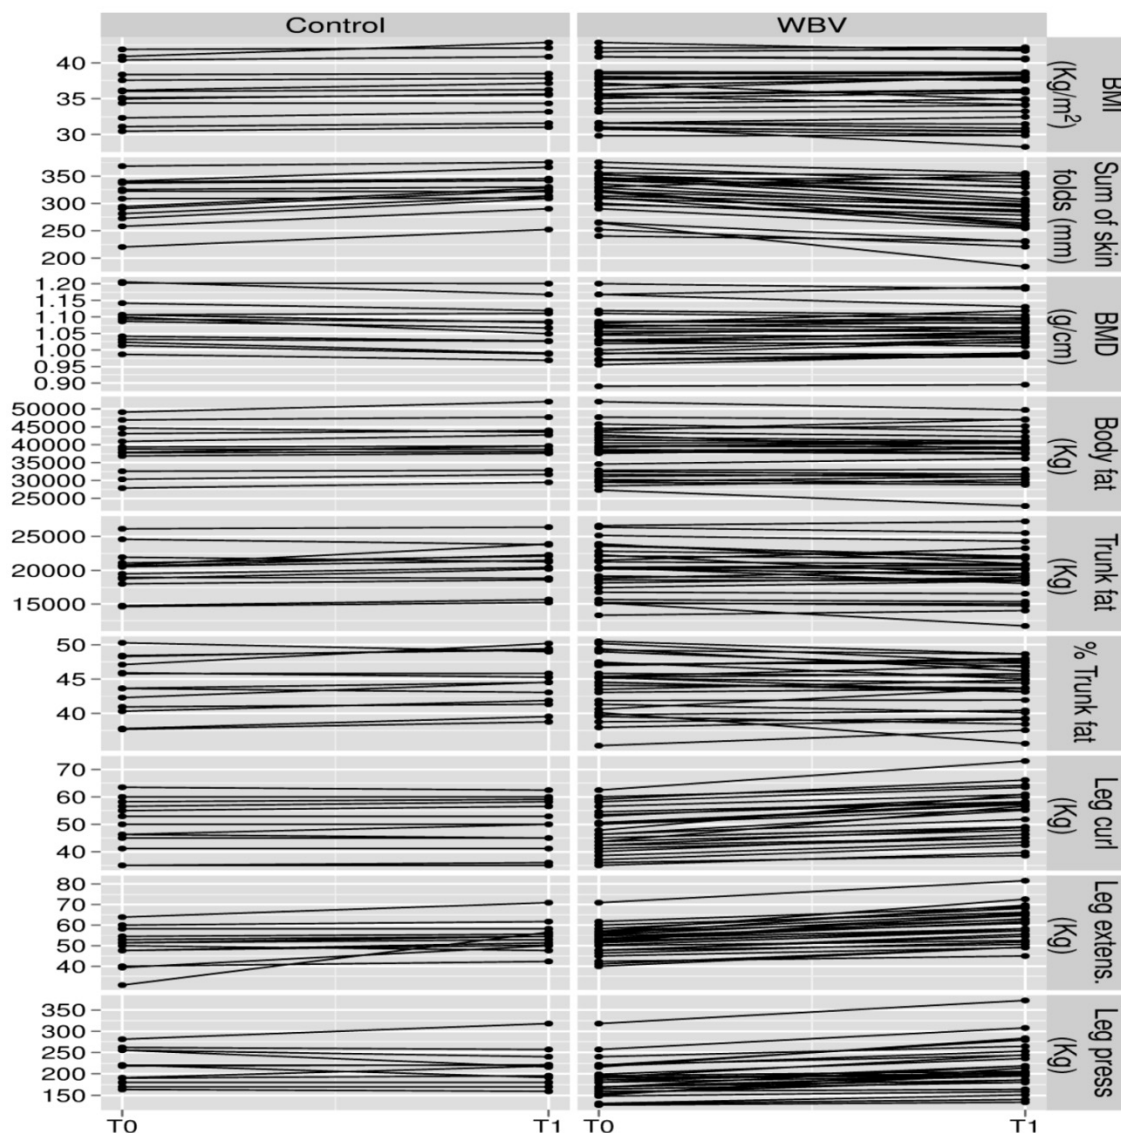 Control WBV
40
35
30
BMI
(Kg/m²)
350
300
250
200
Sum of skin
folds (mm)
1.20
1.15
1.10
1.05
1.00
0.95
0.90
BMD
(g/cm)
50000
45000
40000
35000
30000
25000
Body fat
(Kg)
25000
20000
15000
Trunk fat
(Kg)
50
45
40
% Trunk fat
70
60
50
40
Leg curl
(Kg)
80
70
60
50
40
Leg extens.
(Kg)
350
300
250
200
150
Leg press
(Kg)
T0 T1 T0 T1